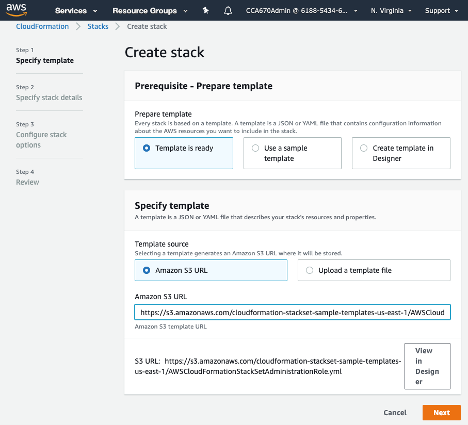 aws
Services
Resource Groups
CCA670Admin @ 6188-5434-6...
N. Virginia
Support
CloudFormation
Stacks
Create stack
Step 1
Specify template
Step 2
Specify stack details
Step 3
Configure stack
options
Step 4
Review
Create stack
Prerequisite - Prepare template
Prepare template
Every stack is based on a template. A template is a JSON or YAML file that contains configuration information
about the AWS resources you want to include in the stack.
Template is ready
Use a sample
template
Create template in
Designer
Specify template
A template is a JSON or YAML file that describes your stack's resources and properties.
Template source
Selecting a template generates an Amazon S3 URL where it will be stored.
Amazon S3 URL
Upload a template file
Amazon S3 URL
https://s3.amazonaws.com/cloudformation-stackset-sample-templates-us-east-1/AWSCloud
Amazon S3 template URL
S3 URL: https://s3.amazonaws.com/cloudformation-stackset-sample-templates-
us-east-1/AWSCloudFormationStackSetAdministrationRole.yml
View
in
Design
er
Cancel
Next